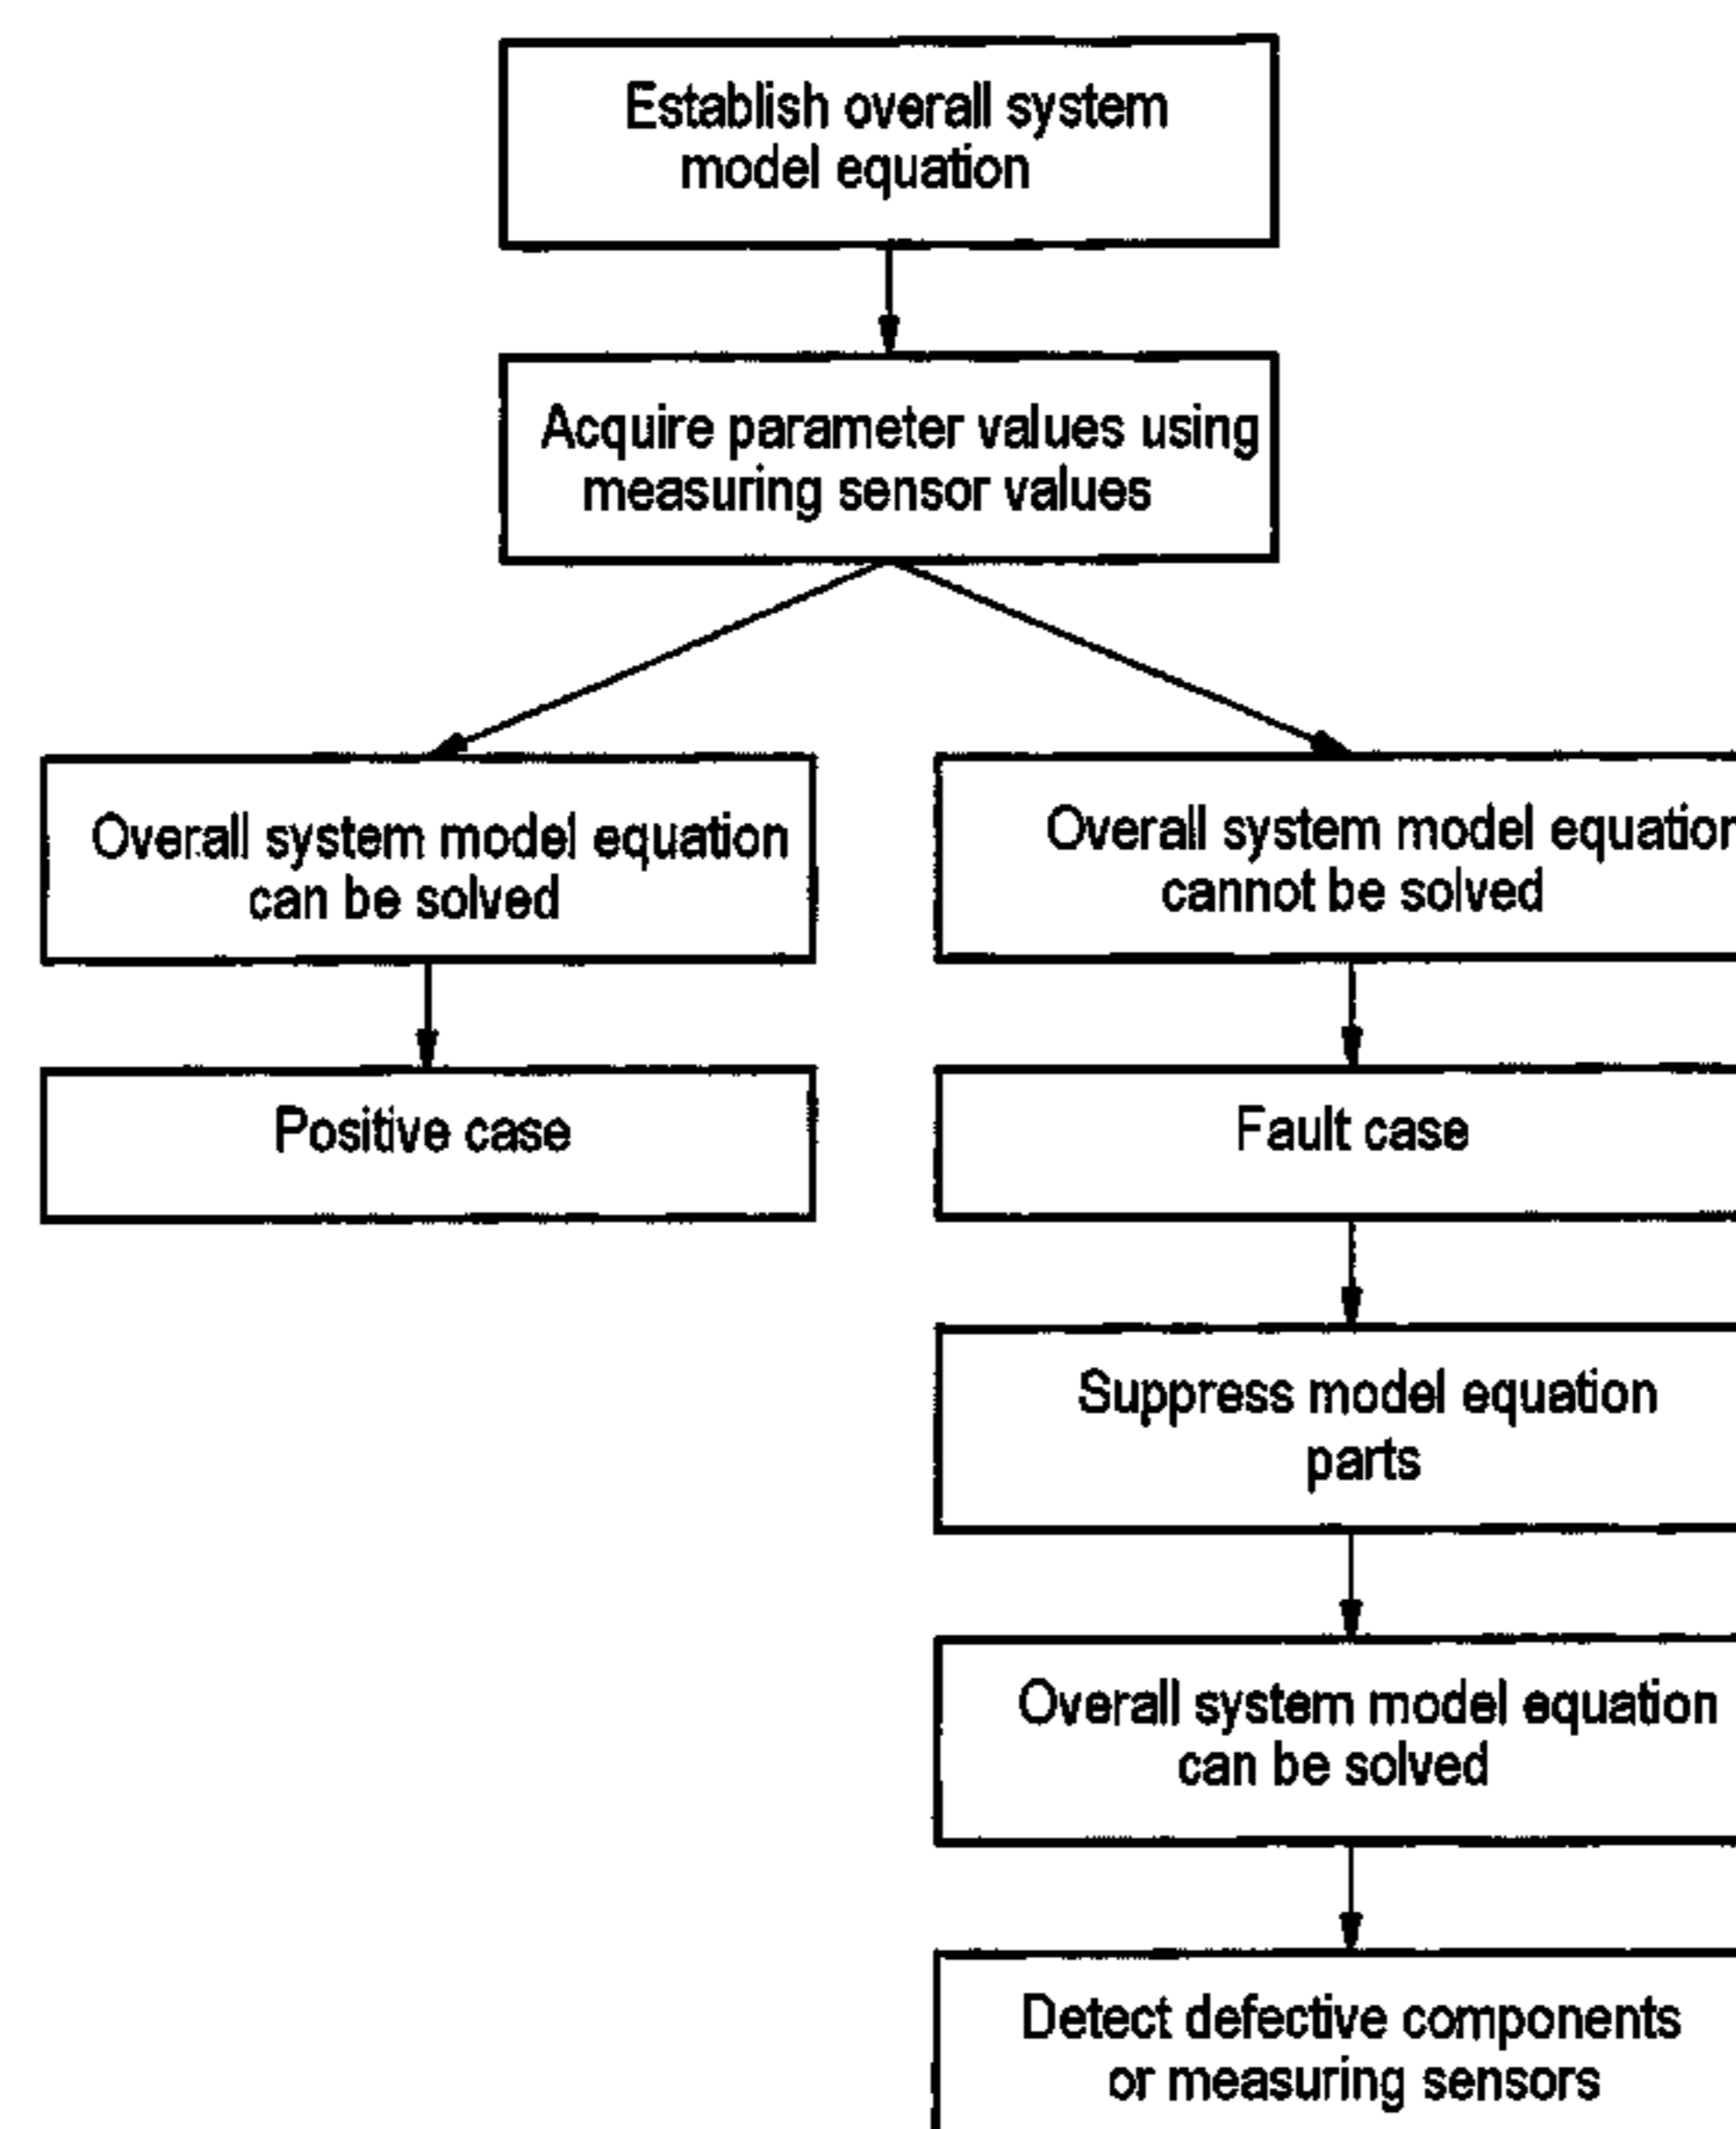 Establish overall system
model equation
Acquire parameter values using
measuring sensor values
Overall system model equation
can be solved
Overall system model equation
cannot be solved
Positive case
Fault case
Suppress model equation
parts
Overall system model equation
can be solved
Detect defective components
or measuring sensors